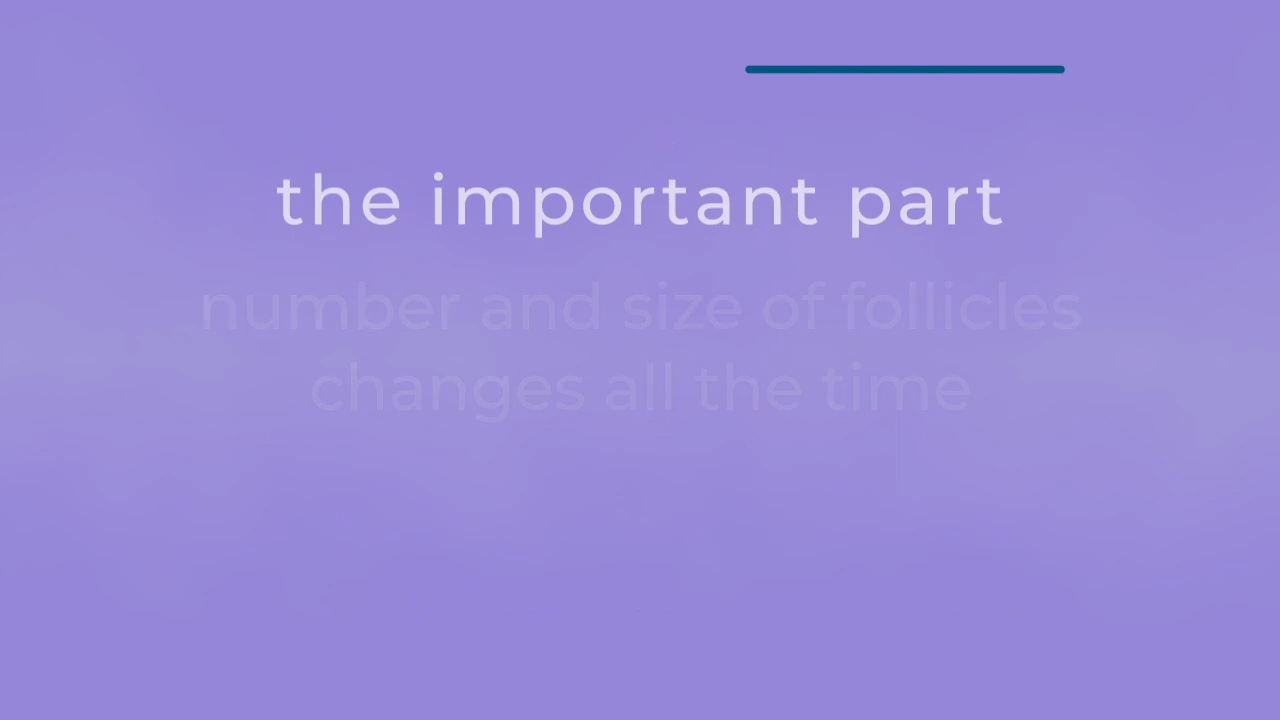 the important part
number and size of follicles
changes all the time